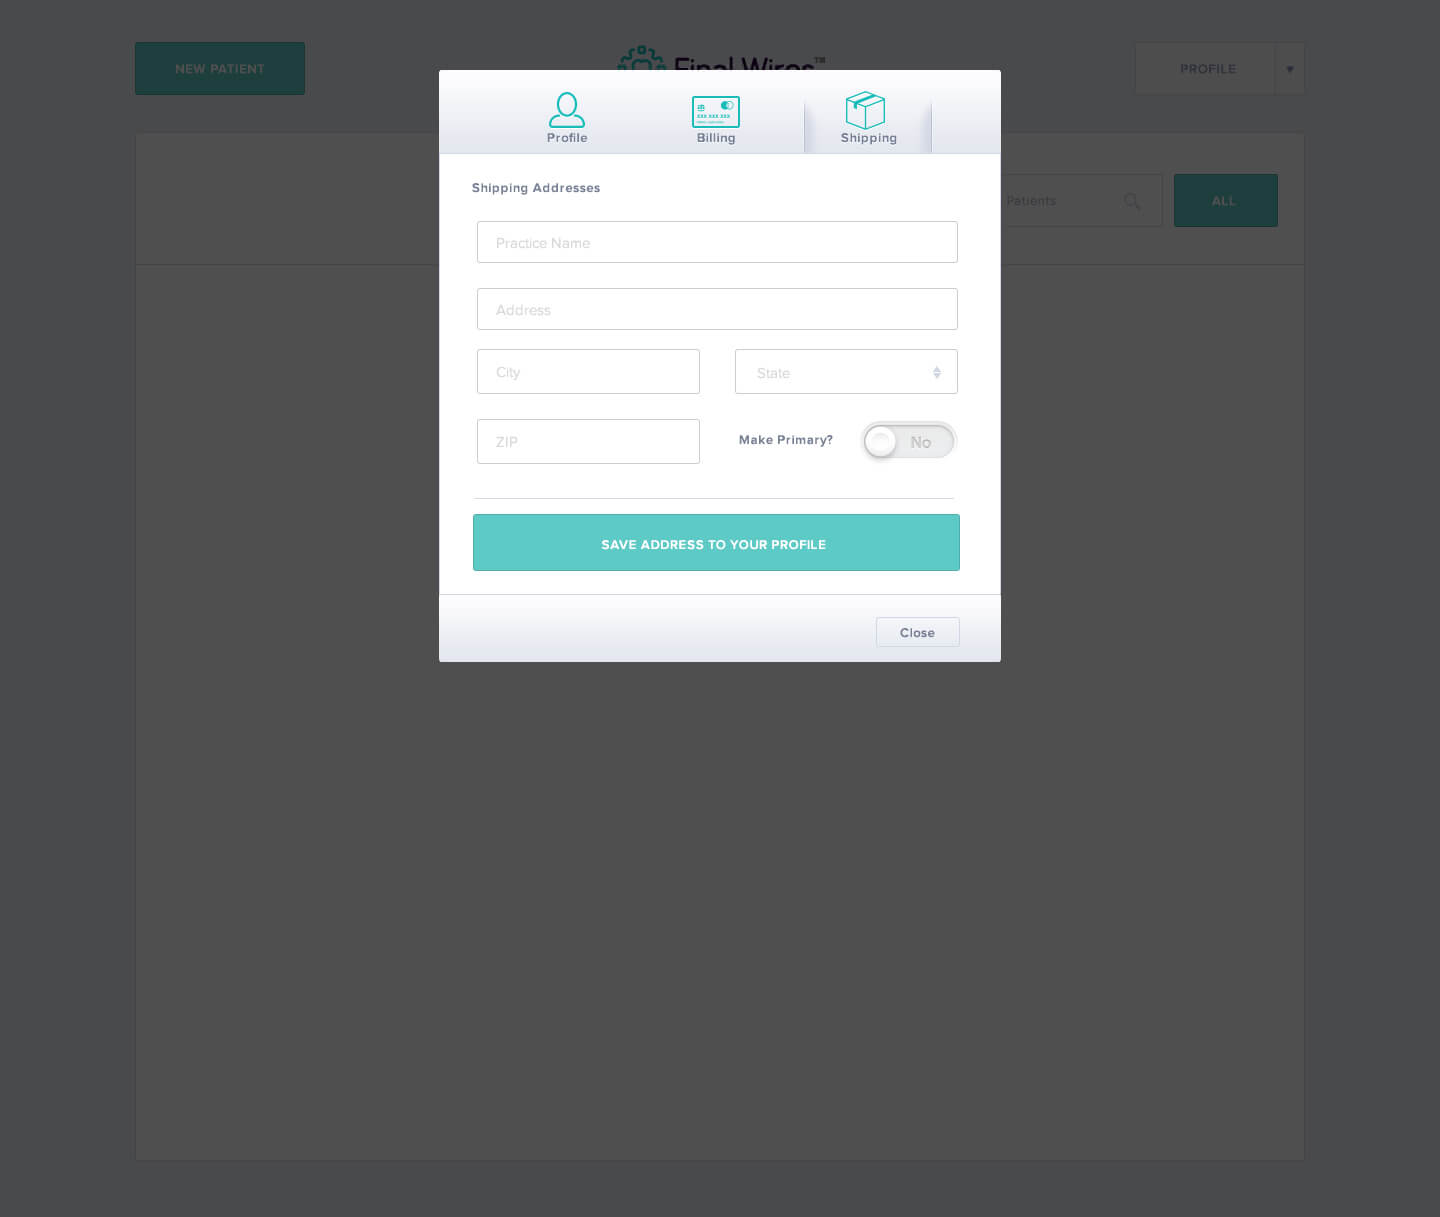 NEW PATIENT
Final Wires™
PROFILE
Profile
Billing
Shipping
Shipping Addresses
Patients
ALL
Practice Name
Address
City
State
ZIP
Make Primary?
No
SAVE ADDRESS TO YOUR PROFILE
Close